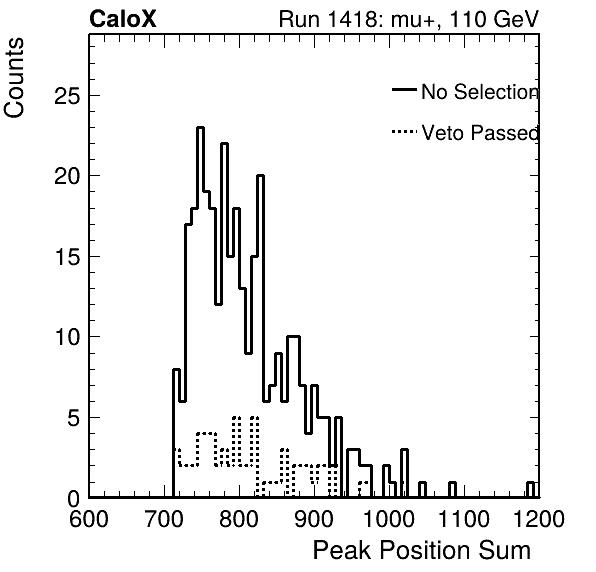 CaloX Run 1418: mu+, 110 GeV
Counts
No Selection
Veto Passed
25
20
15
10
5
0
600 700 800 900 1000 1100 1200
Peak Position Sum